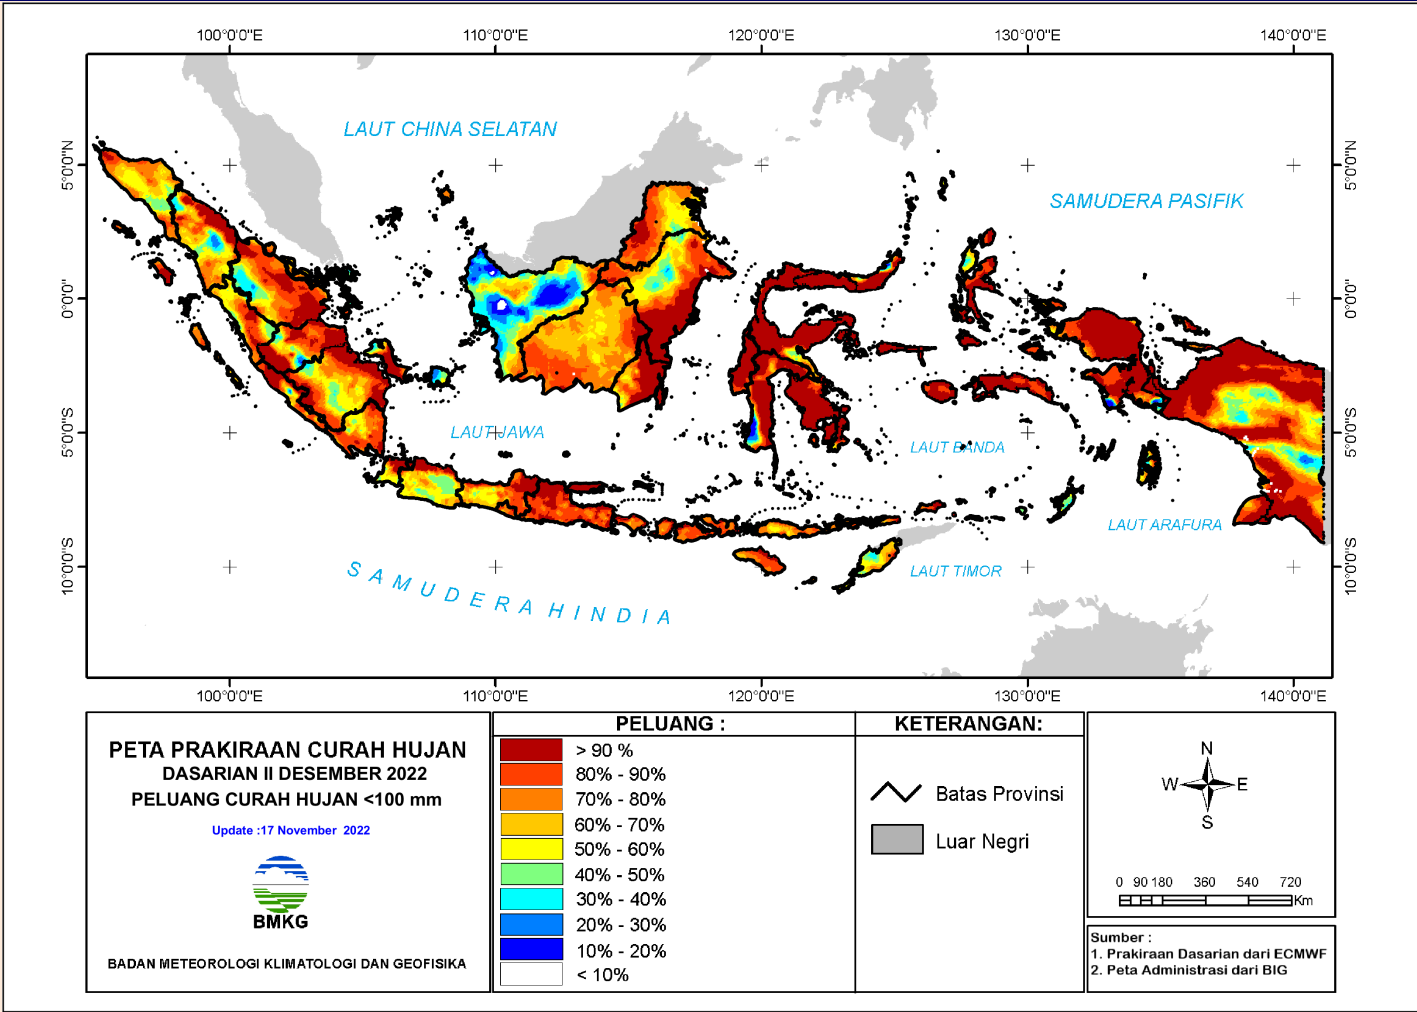 100°0'0"E 110°0'0"E 120°0'0"E 130°0'0"E 140°0'0"E
5°0'0"N
0°0'0"
5°0'0"S
10°0'0"S
LAUT CHINA SELATAN
SAMUDERA PASIFIK
LAUT JAWA
LAUT BANDA
LAUT ARAFURA
LAUT TIMOR
SAMUDERA HINDIA
5°0'0"N
0°0'0"
5°0'0"S
10°0'0"S
100°0'0"E 110°0'0"E 120°0'0"E 130°0'0"E 140°0'0"E
PETA PRAKIRAAN CURAH HUJAN
DASARIAN II DESEMBER 2022
PELUANG CURAH HUJAN <100 mm
Update :17 November 2022
BMKG
BADAN METEOROLOGI KLIMATOLOGI DAN GEOFISIKA
PELUANG :
> 90 %
80% - 90%
70% - 80%
60% - 70%
50% - 60%
40% - 50%
30% - 40%
20% - 30%
10% - 20%
< 10%
KETERANGAN:
Batas Provinsi
Luar Negri
N
W E
S
0 90 180 360 540 720
Km
Sumber :
1. Prakiraan Dasarian dari ECMWF
2. Peta Administrasi dari BIG